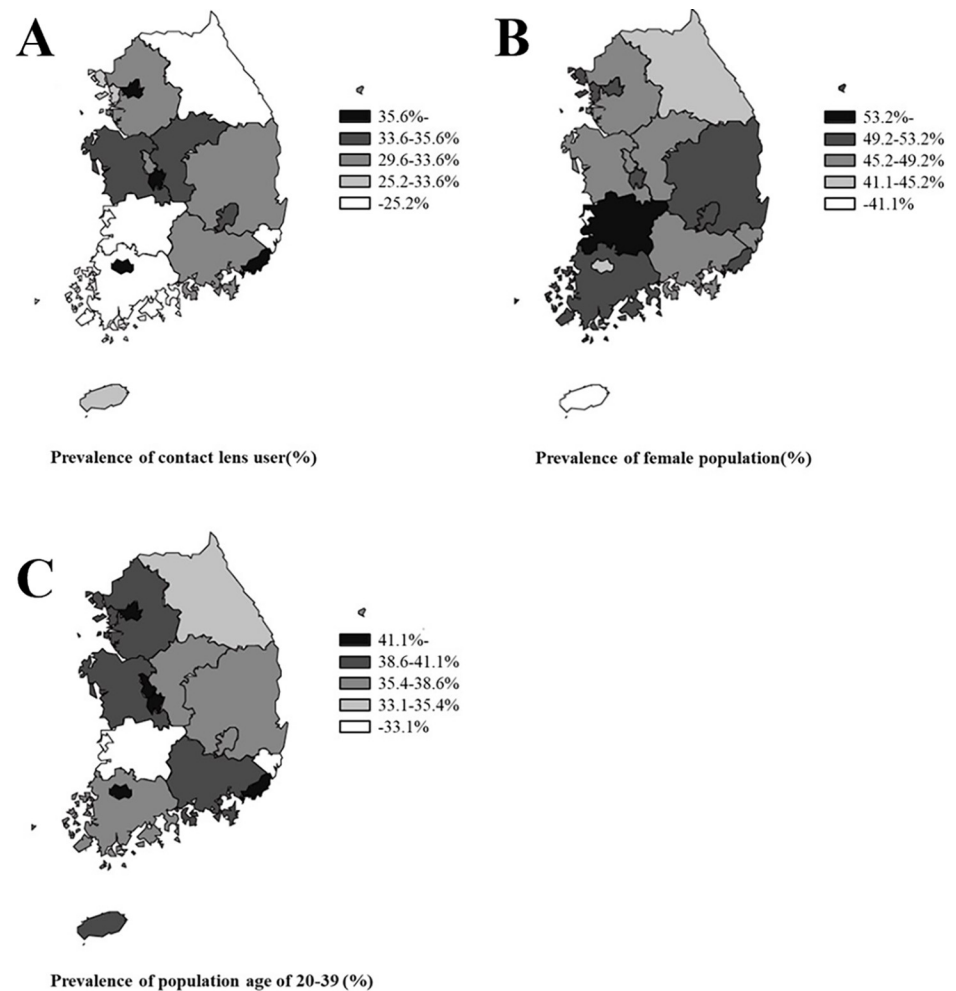 A
35.6%-
33.6-35.6%
29.6-33.6%
25.2-33.6%
-25.2%
Prevalence of contact lens user(%)
B
53.2%-
49.2-53.2%
45.2-49.2%
41.1-45.2%
-41.1%
Prevalence of female population(%)
C
41.1%-
38.6-41.1%
35.4-38.6%
33.1-35.4%
-33.1%
Prevalence of population age of 20-39 (%)